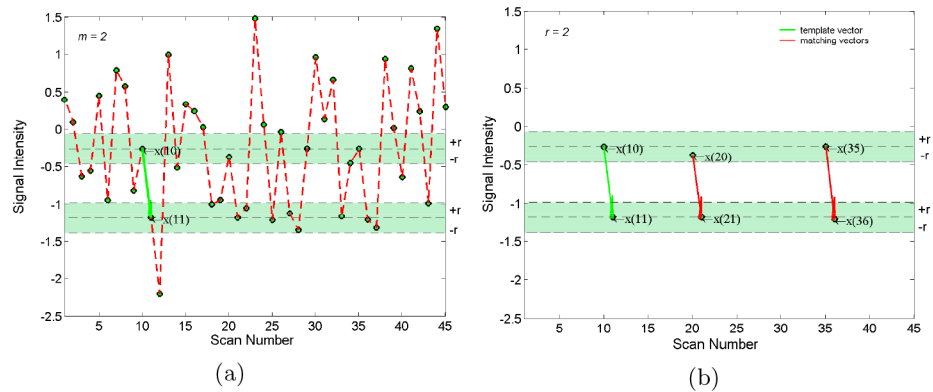 m = 2
1.5
1
0.5
0
-0.5
-1
-1.5
-2
-2.5
Signal Intensity
x(10)
x(11)
+r
-r
+r
-r
5 10 15 20 25 30 35 40 45
Scan Number
(a)
r = 2
template vector
matching vectors
1.5
1
0.5
0
-0.5
-1
-1.5
-2
-2.5
Signal Intensity
x(10) x(20) x(35)
x(11) x(21) x(36)
+r
-r
+r
-r
5 10 15 20 25 30 35 40 45
Scan Number
(b)